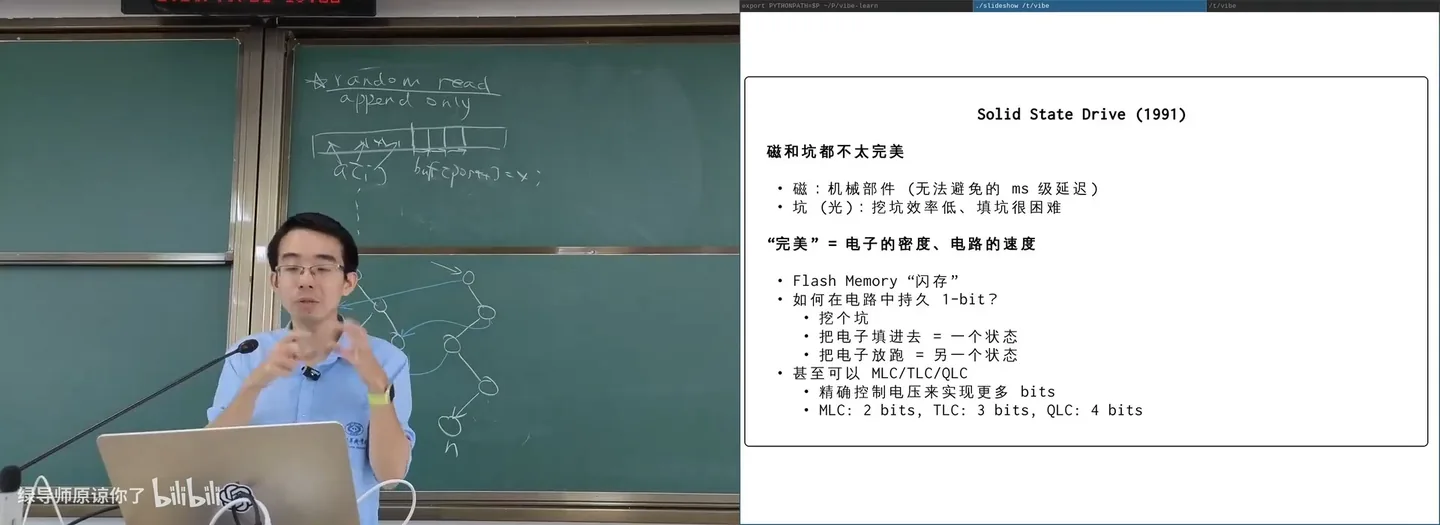 random read
append only
a[i]
n
绿导师原谅你了 bilibili
export PYTHONPATH=$P ~/P/vibe-learn
./slideshow /t/vibe
/t/vibe
Solid State Drive (1991)
磁和坑都不太完美
• 磁：机械部件 (无法避免的 ms 级延迟)
• 坑 (光)：挖坑效率低、填坑很困难
“完美” = 电子的密度、电路的速度
• Flash Memory “闪存”
• 如何在电路中持久 1-bit？
• 挖个坑
• 把电子填进去 = 一个状态
• 把电子放跑 = 另一个状态
• 甚至可以 MLC/TLC/QLC
• 精确控制电压来实现更多 bits
• MLC: 2 bits, TLC: 3 bits, QLC: 4 bits